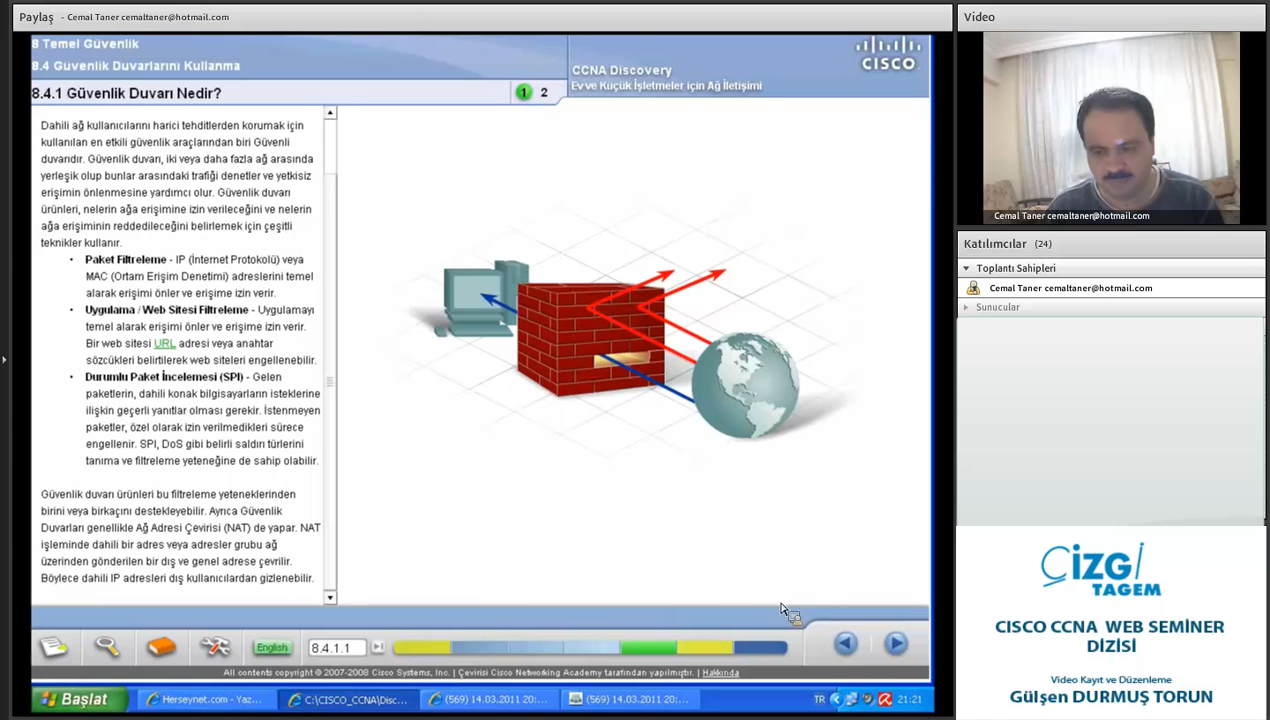 Paylaş - Cemal Taner cemaltaner@hotmail.com
8 Temel Güvenlik
8.4 Güvenlik Duvarlarını Kullanma
8.4.1 Güvenlik Duvarı Nedir?
1 2
CCNA Discovery
Ev ve Küçük İşletmeler için Ağ İletişimi
CISCO
Dahili ağ kullanıcılarını harici tehditlerden korumak için
kullanılan en etkili güvenlik araçlarından biri Güvenli
duvarıdır. Güvenlik duvarı, iki veya daha fazla ağ arasında
yerleşik olup bunlar arasındaki trafiği denetler ve yetkisiz
erişimin önlenmesine yardımcı olur. Güvenlik duvarı
ürünleri, nelerin ağa erişimine izin verileceğini ve nelerin
ağa erişiminin reddedileceğini belirlemek için çeşitli
teknikler kullanır.
• Paket Filtreleme - IP (İnternet Protokolü) veya
MAC (Ortam Erişim Denetimi) adreslerini temel
alarak erişimi önler ve erişime izin verir.
• Uygulama / Web Sitesi Filtreleme - Uygulamayı
temel alarak erişimi önler ve erişime izin verir.
Bir web sitesi URL adresi veya anahtar
sözcükleri belirtilerek web siteleri engellenebilir.
• Durumlu Paket İncelemesi (SPI) - Gelen
paketlerin, dahili konak bilgisayarların isteklerine
ilişkin geçerli yanıtlar olması gerekir. İstenmeyen
paketler, özel olarak izin verilmedikleri sürece
engellenir. SPI, DoS gibi belirli saldırı türlerini
tanıma ve filtreleme yeteneğine de sahip olabilir.
Güvenlik duvarı ürünleri bu filtreleme yeteneklerinden
birini veya birkaçını destekleyebilir. Ayrıca Güvenlik
Duvarları genellikle Ağ Adresi Çevirisi (NAT) de yapar. NAT
işleminde dahili bir adres veya adresler grubu ağ
üzerinden gönderilen bir dış ve genel adrese çevrilir.
Böylece dahili IP adresleri dış kullanıcılardan gizlenebilir.
English
8.4.1.1
All contents copyright © 2007-2008 Cisco Systems, Inc. | Çevirisi Cisco Networking Academy tarafından yapılmıştır. | Hakkında
Başlat
Herseynet.com - Yaz...
C:\CISCO_CCNA\Disc...
(569) 14.03.2011 20:...
(569) 14.03.2011 20:...
TR
21:21
Video
Cemal Taner cemaltaner@hotmail.com
Katılımcılar (24)
Toplantı Sahipleri
Cemal Taner cemaltaner@hotmail.com
Sunucular
ÇİZGİ
TAGEM
CISCO CCNA WEB SEMİNER
DİZİSİ
Video Kayıt ve Düzenleme
Gülşen DURMUŞ TORUN